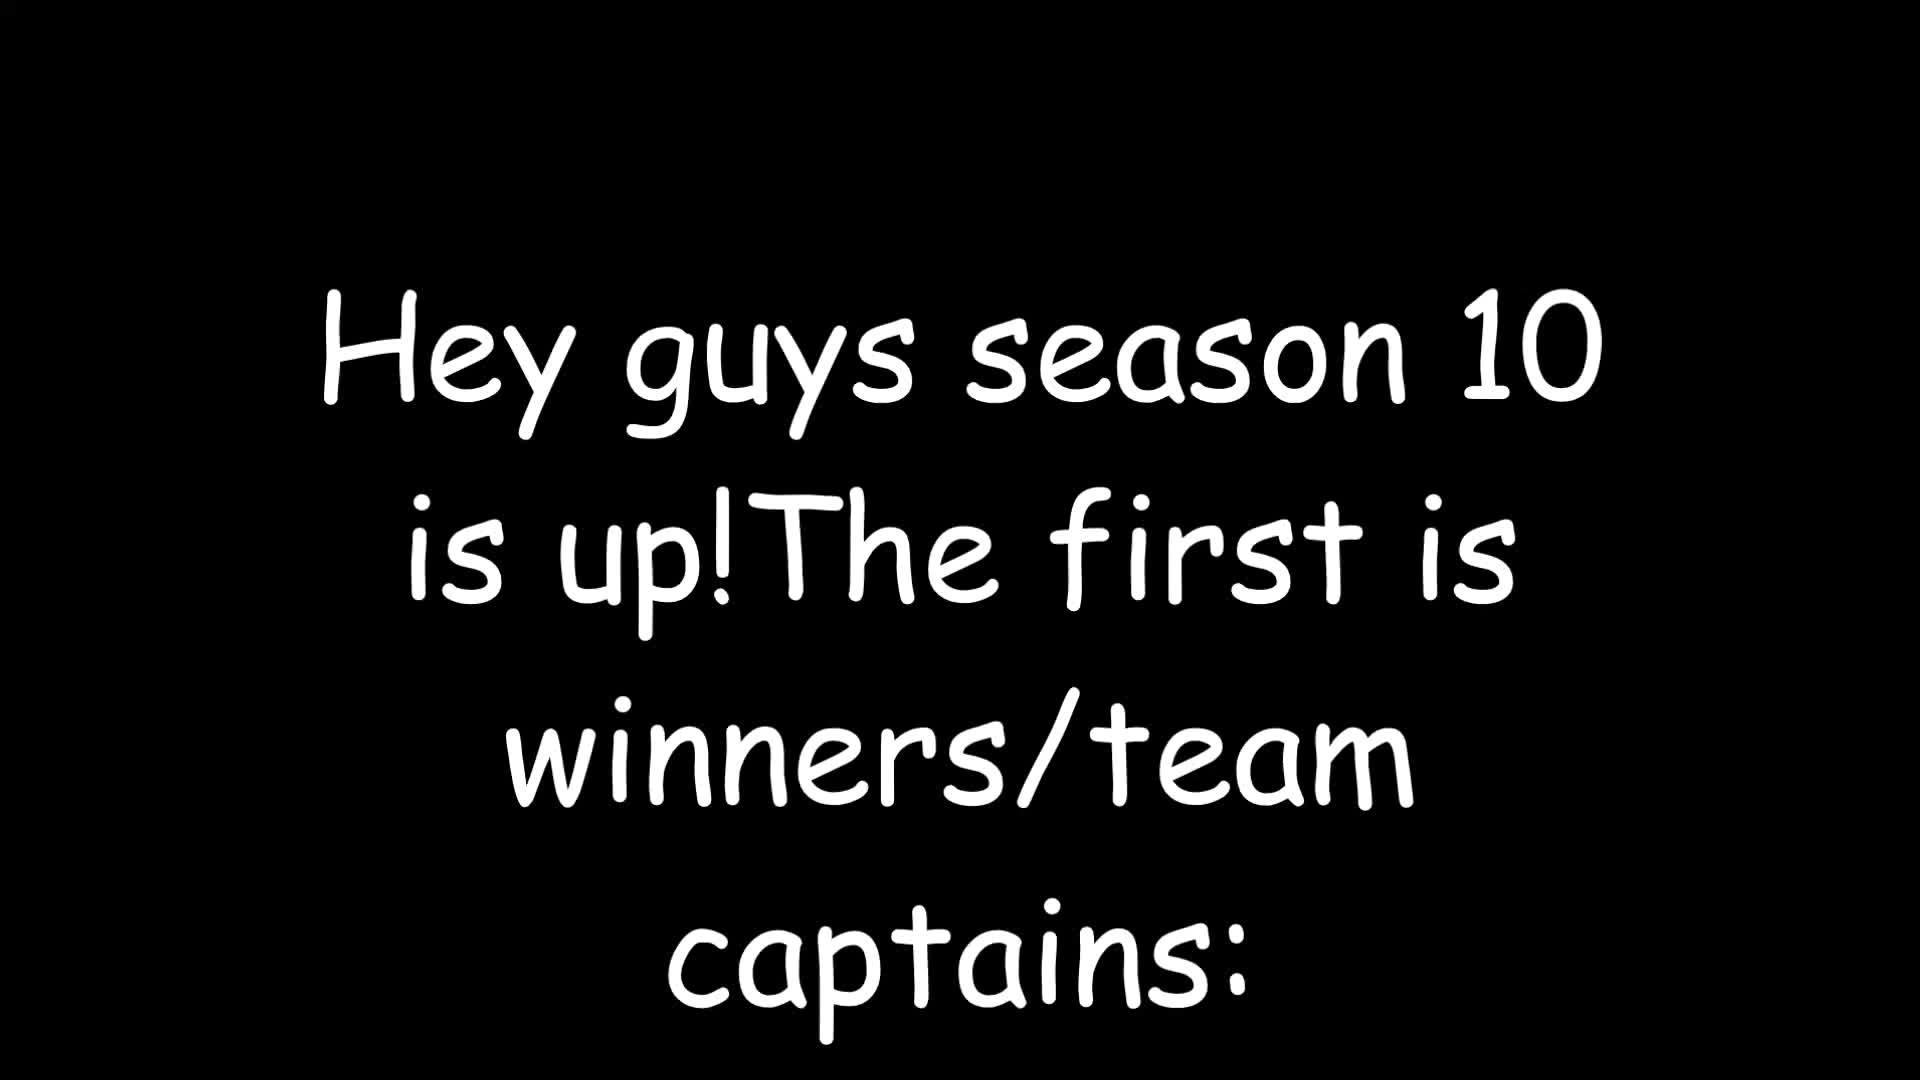 Hey guys season 10
is up!The first is
winners/team
captains: